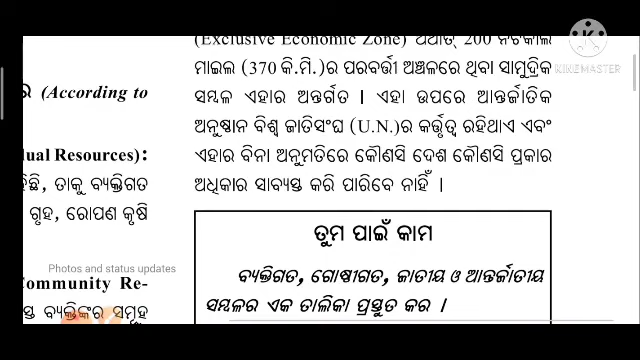 ର (According to
dual Resources):
ହିଛି, ତାକୁ ବ୍ୟକ୍ତିଗତ
ଗୃହ, ରୋପଣ କୃଷି
Photos and status updates
ommunity Re-
ସ୍ତ ବ୍ୟକ୍ତିଙ୍କର ସମୂହ
(Exclusive Economic Zone) ଅର୍ଥାତ୍ 200 ନଟିକାଲ
ମାଇଲ (370 କି.ମି.)ର ପରବର୍ତ୍ତୀ ଅଞ୍ଚଳରେ ଥିବା ସାମୁଦ୍ରିକ
ସମ୍ବଳ ଏହାର ଅନ୍ତର୍ଗତ । ଏହା ଉପରେ ଆନ୍ତର୍ଜାତିକ
ଅନୁଷ୍ଠାନ ବିଶ୍ୱ ଜାତିସଂଘ (U.N.)ର କର୍ତ୍ତୃତ୍ୱ ରହିଥାଏ ଏବଂ
ଏହାର ବିନା ଅନୁମତିରେ କୌଣସି ଦେଶ କୌଣସି ପ୍ରକାର
ଅଧିକାର ସାବ୍ୟସ୍ତ କରି ପାରିବେ ନାହିଁ ।
ତୁମ ପାଇଁ କାମ
ବ୍ୟକ୍ତିଗତ, ଗୋଷ୍ଠୀଗତ, ଜାତୀୟ ଓ ଆନ୍ତର୍ଜାତୀୟ
ସମ୍ବଳର ଏକ ତାଲିକା ପ୍ରସ୍ତୁତ କର ।
KINEMASTER